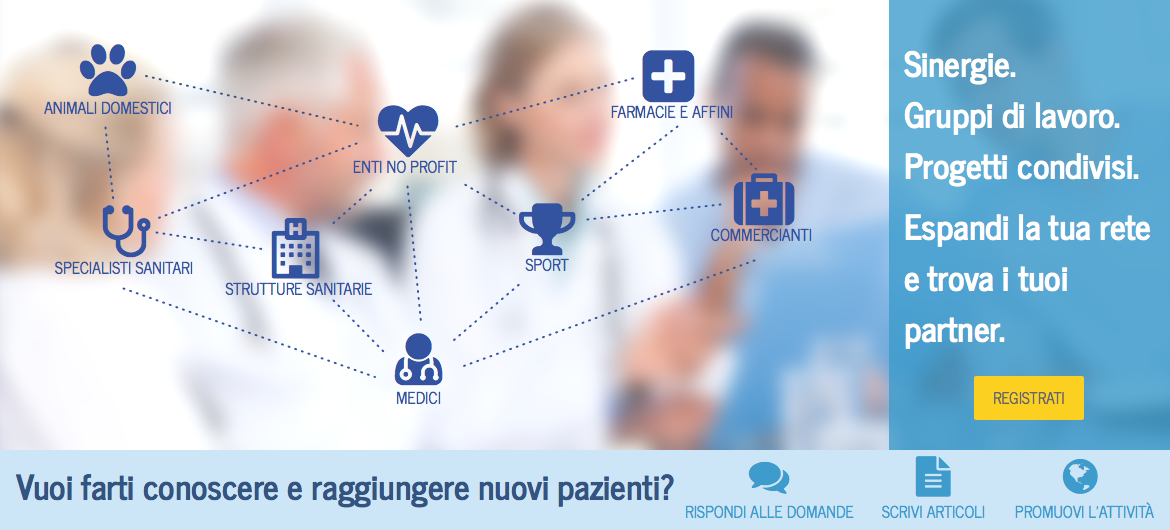 ANIMALI DOMESTICI
FARMACIE E AFFINI
ENTI NO PROFIT
COMMERCIANTI
SPECIALISTI SANITARI
SPORT
H
STRUTTURE SANITARIE
MEDICI
Sinergie.
Gruppi di lavoro.
Progetti condivisi.
Espandi la tua rete
e trova i tuoi
partner.
REGISTRATI
Vuoi farti conoscere e raggiungere nuovi pazienti?
RISPONDI ALLE DOMANDE
SCRIVI ARTICOLI
PROMUOVI L'ATTIVITÀ